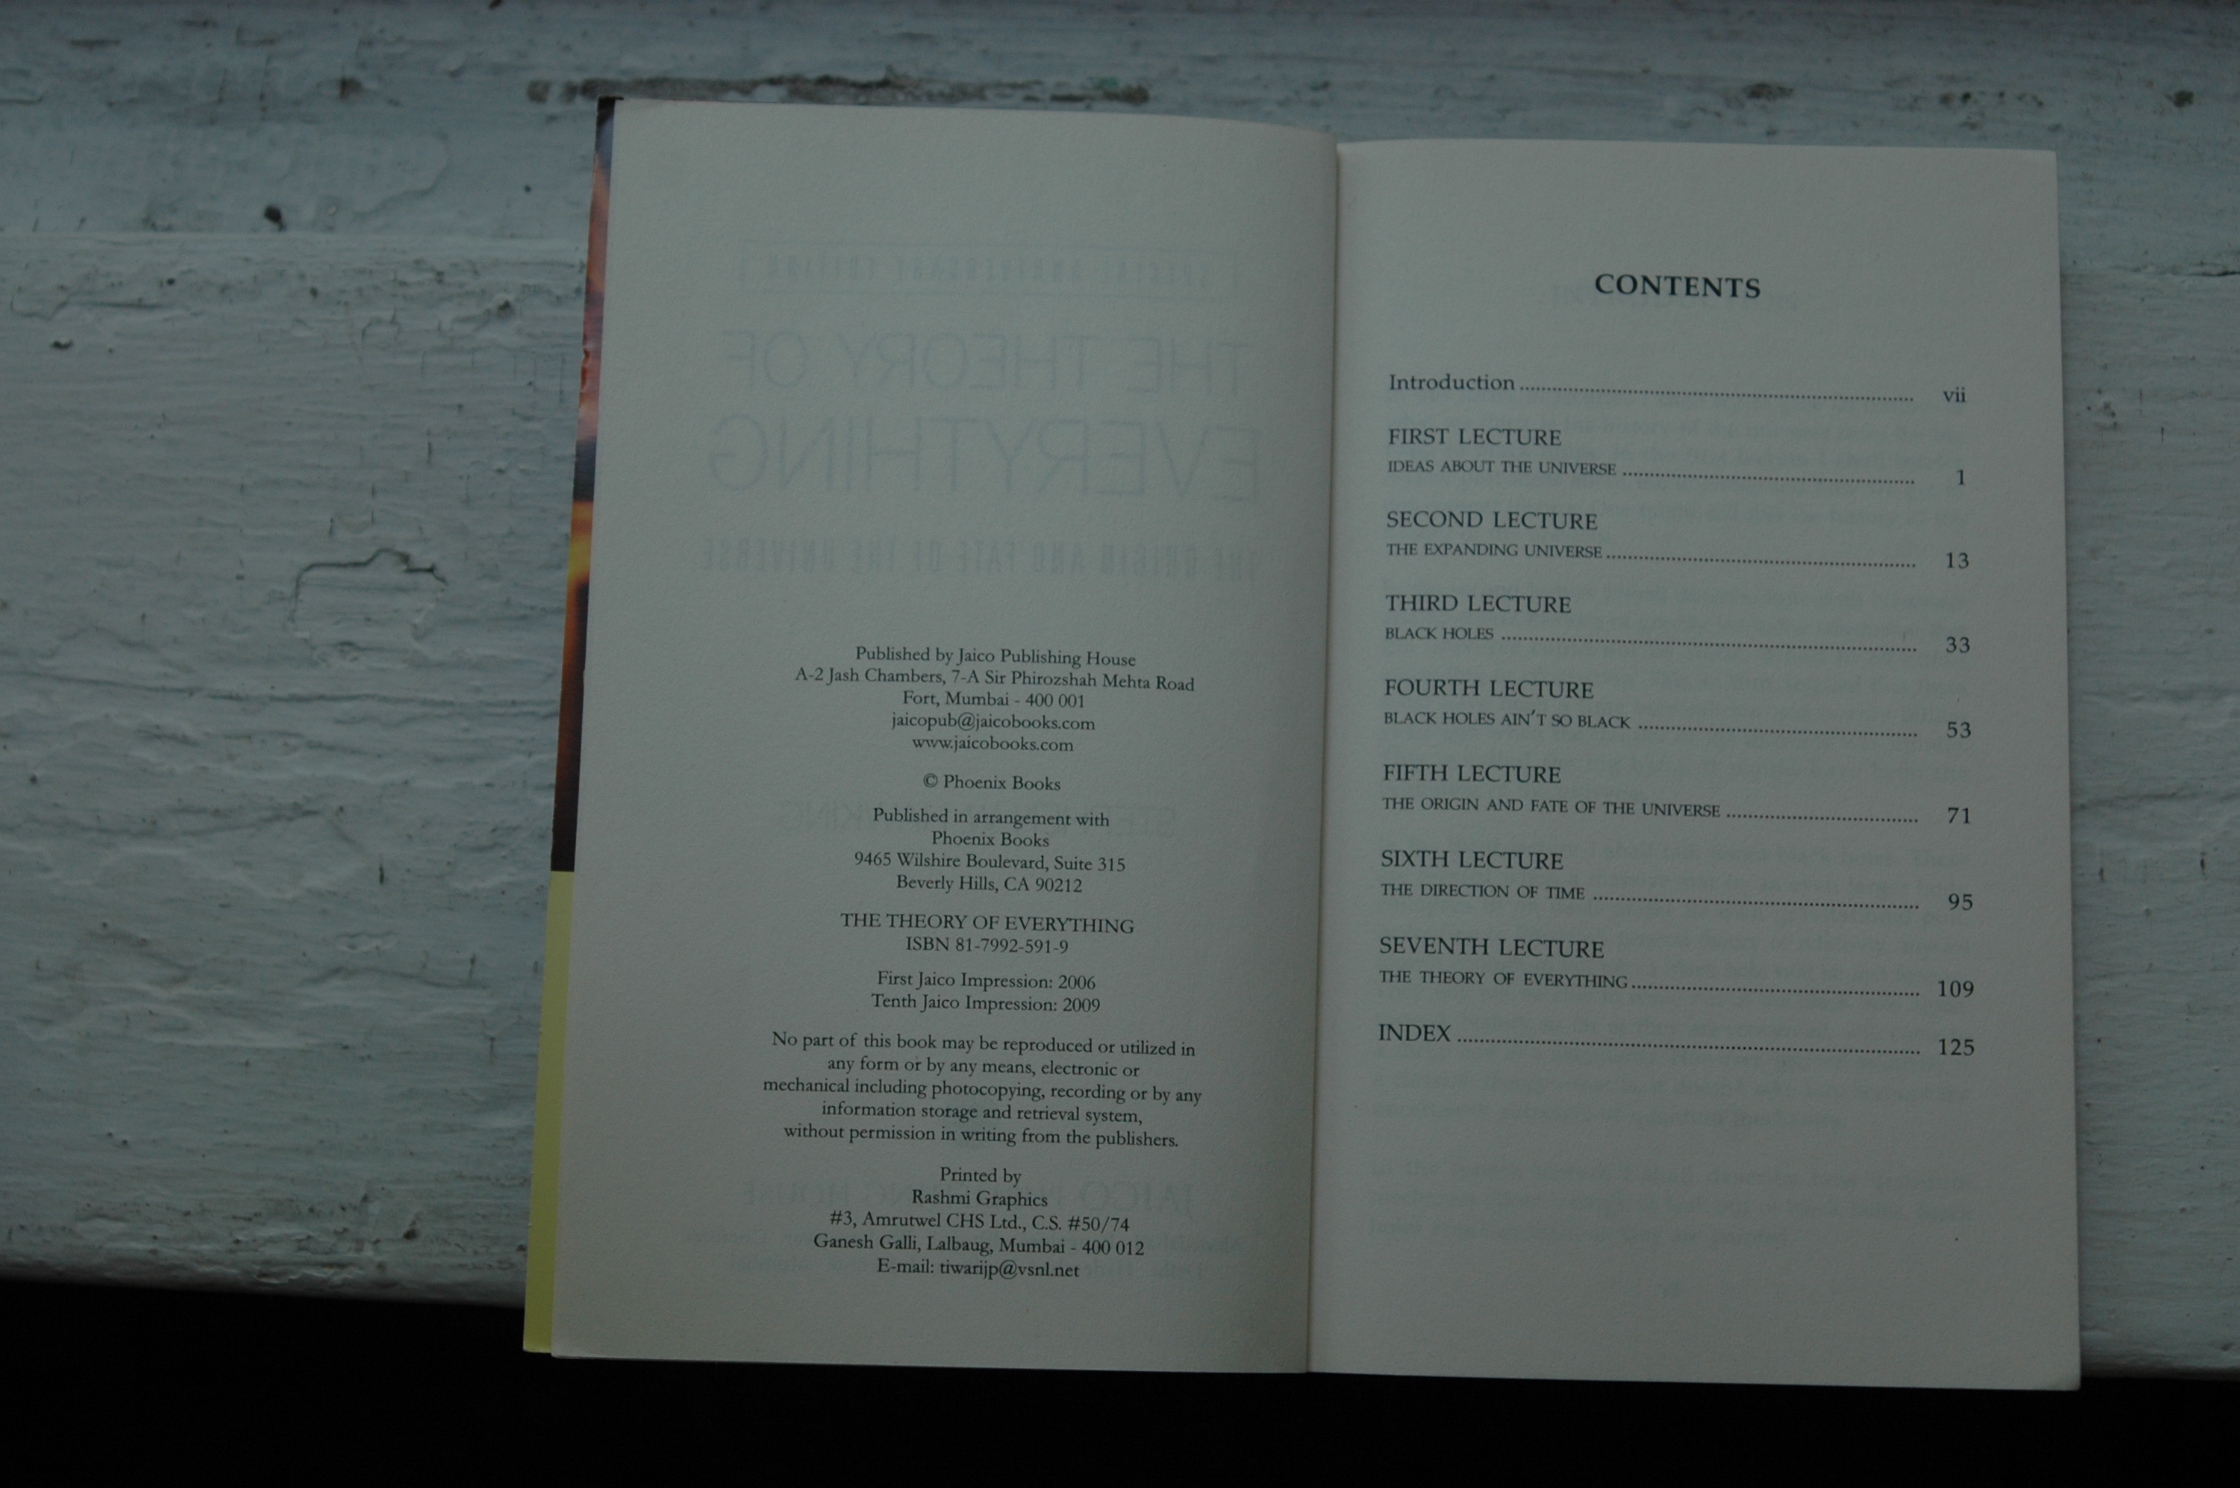 Published by Jaico Publishing House
A-2 Jash Chambers, 7-A Sir Phirozshah Mehta Road
Fort, Mumbai - 400 001
jaicopub@jaicobooks.com
www.jaicobooks.com
© Phoenix Books
Published in arrangement with
Phoenix Books
9465 Wilshire Boulevard, Suite 315
Beverly Hills, CA 90212
THE THEORY OF EVERYTHING
ISBN 81-7992-591-9
First Jaico Impression: 2006
Tenth Jaico Impression: 2009
No part of this book may be reproduced or utilized in
any form or by any means, electronic or
mechanical including photocopying, recording or by any
information storage and retrieval system,
without permission in writing from the publishers.
Printed by
Rashmi Graphics
#3, Amrutwel CHS Ltd., C.S. #50/74
Ganesh Galli, Lalbaug, Mumbai - 400 012
E-mail: tiwarijp@vsnl.net
CONTENTS
Introduction ........ vii
FIRST LECTURE
IDEAS ABOUT THE UNIVERSE ........ 1
SECOND LECTURE
THE EXPANDING UNIVERSE ........ 13
THIRD LECTURE
BLACK HOLES ........ 33
FOURTH LECTURE
BLACK HOLES AIN'T SO BLACK ........ 53
FIFTH LECTURE
THE ORIGIN AND FATE OF THE UNIVERSE ........ 71
SIXTH LECTURE
THE DIRECTION OF TIME ........ 95
SEVENTH LECTURE
THE THEORY OF EVERYTHING ........ 109
INDEX ........ 125